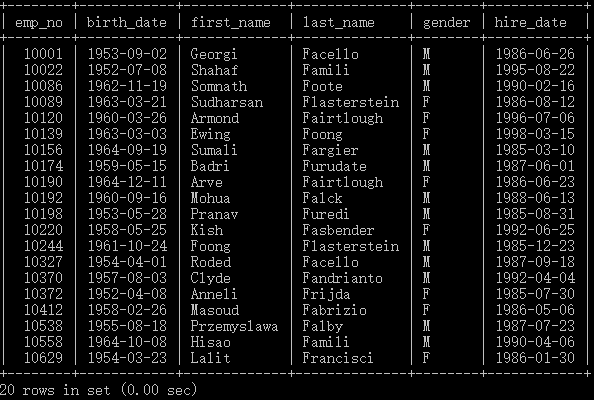 emp_no | birth_date | first_name | last_name | gender | hire_date
10001 | 1953-09-02 | Georgi | Facello | M | 1986-06-26
10022 | 1952-07-08 | Shahaf | Famili | M | 1995-08-22
10086 | 1962-11-19 | Somnath | Foote | M | 1990-02-16
10089 | 1963-03-21 | Sudharsan | Flasterstein | F | 1986-08-12
10120 | 1960-03-26 | Armond | Fairtlough | F | 1996-07-06
10139 | 1963-03-03 | Ewing | Foong | F | 1998-03-15
10156 | 1964-09-19 | Sumali | Fargier | M | 1985-03-10
10174 | 1959-05-15 | Badri | Furudate | M | 1987-06-01
10190 | 1964-12-11 | Arve | Fairtlough | F | 1986-06-23
10192 | 1960-09-16 | Mohua | Falck | M | 1988-06-13
10198 | 1953-05-28 | Pranav | Furedi | M | 1985-08-31
10220 | 1958-05-25 | Kish | Fasbender | F | 1992-06-25
10244 | 1961-10-24 | Foong | Flasterstein | M | 1985-12-23
10327 | 1954-04-01 | Roded | Facello | M | 1987-09-18
10370 | 1957-08-03 | Clyde | Fandrianto | M | 1992-04-04
10372 | 1952-04-08 | Anneli | Frijda | F | 1985-07-30
10412 | 1958-02-26 | Masoud | Fabrizio | F | 1986-05-06
10538 | 1955-08-18 | Przemyslawa | Falby | M | 1987-07-23
10558 | 1964-10-08 | Hisao | Famili | M | 1990-04-06
10629 | 1954-03-23 | Lalit | Francisci | F | 1986-01-30
20 rows in set (0.00 sec)